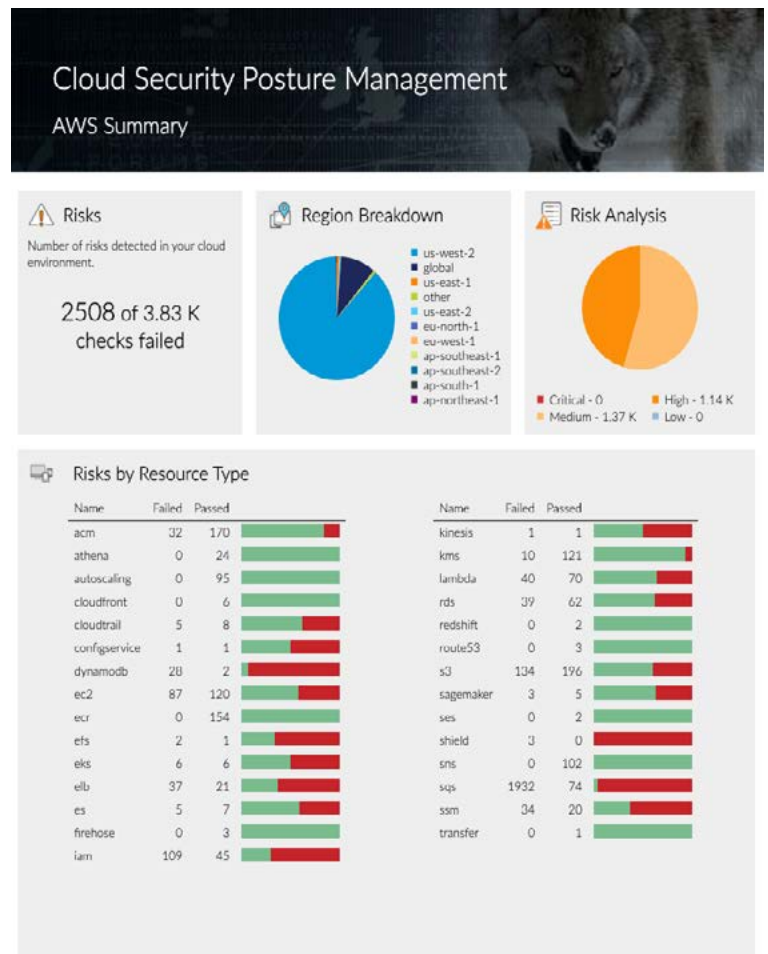 Cloud Security Posture Management
AWS Summary
Risks
Number of risks detected in your cloud
environment.
2508 of 3.83 K
checks failed
Region Breakdown
us-west-2
global
us-east-1
other
us-east-2
eu-north-1
eu-west-1
ap-southeast-1
ap-southeast-2
ap-south-1
ap-northeast-1
Risk Analysis
Critical - 0
High - 1.14 K
Medium - 1.37 K
Low - 0
Risks by Resource Type
Name Failed Passed
acm 32 170
athena 0 24
autoscaling 0 95
cloudfront 0 6
cloudtrail 5 8
configservice 1 1
dynamodb 28 2
ec2 87 120
ecr 0 154
efs 2 1
eks 6 6
elb 37 21
es 5 7
firehose 0 3
iam 109 45
Name Failed Passed
kinesis 1 1
kms 10 121
lambda 40 70
rds 39 62
redshift 0 2
route53 0 3
s3 134 196
sagemaker 3 5
ses 0 2
shield 3 0
sns 0 102
sqs 1932 74
ssm 34 20
transfer 0 1